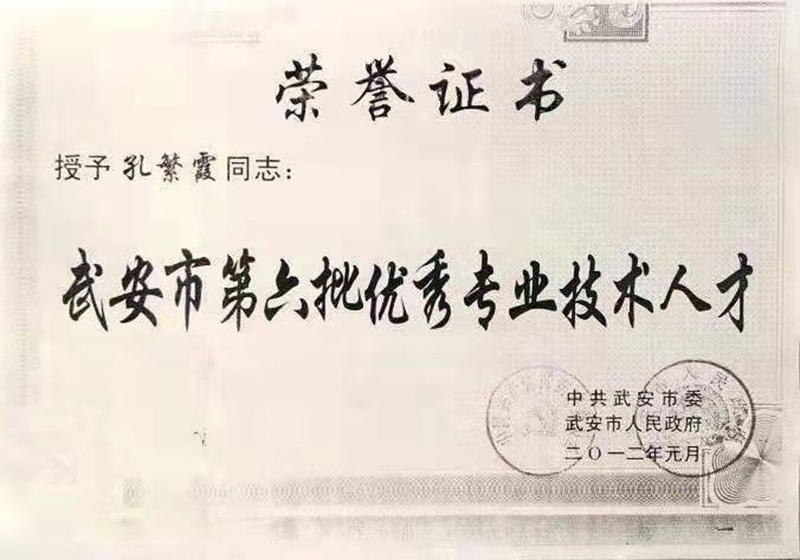 荣誉证书
授予孔繁霞同志：
武安市第六批优秀专业技术人才
中共武安市委
武安市人民政府
二〇一二年元月